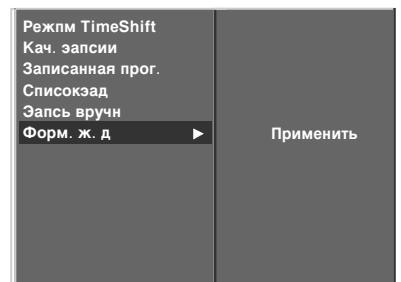 Режпм TimeShift
Кач. эапсии
Записанная прог.
Списокэад
Эапсь вручн
Форм. ж. д
Применить